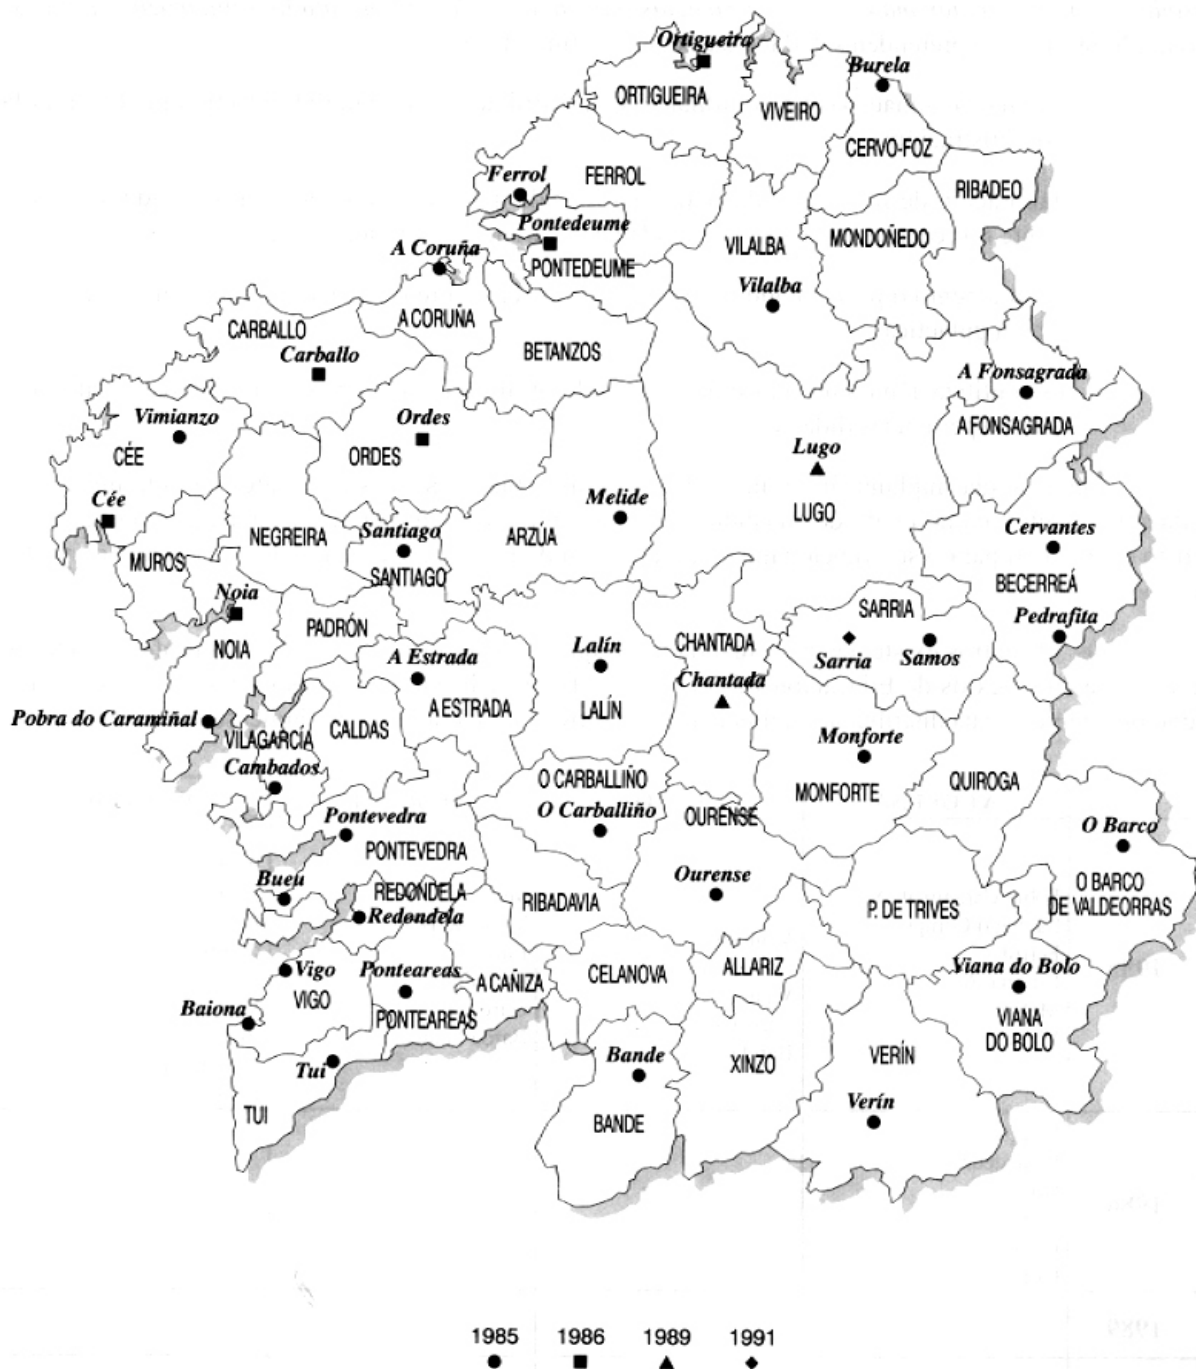 Ortigueira
ORTIGUEIRA
VIVEIRO
Burela
CERVO-FOZ
RIBADEO
Ferrol
FERROL
Pontedeume
PONTEDEUME
VILALBA
Vilalba
MONDOÑEDO
A Coruña
A CORUÑA
CARBALLO
Carballo
BETANZOS
A Fonsagrada
A FONSAGRADA
Vimianzo
CÉE
Cée
Ordes
ORDES
Lugo
LUGO
Melide
ARZÚA
NEGREIRA
Santiago
SANTIAGO
MUROS
Cervantes
BECERREÁ
Pedrafita
Noia
NOIA
PADRÓN
SARRIA
Sarria
Samos
CHANTADA
Chantada
Lalín
LALÍN
A Estrada
A ESTRADA
Pobra do Caramiñal
VILAGARCÍA
Cambados
CALDAS
Monforte
MONFORTE
QUIROGA
O CARBALLIÑO
O Carballiño
OURENSE
Ourense
Pontevedra
PONTEVEDRA
O Barco
O BARCO
DE VALDEORRAS
Bueu
REDONDELA
Redondela
RIBADAVIA
P. DE TRIVES
Vigo
VIGO
Ponteareas
PONTEAREAS
A CAÑIZA
CELANOVA
ALLARIZ
Viana do Bolo
VIANA
DO BOLO
Baiona
Tui
TUI
Bande
BANDE
XINZO
VERÍN
Verín
1985 1986 1989 1991